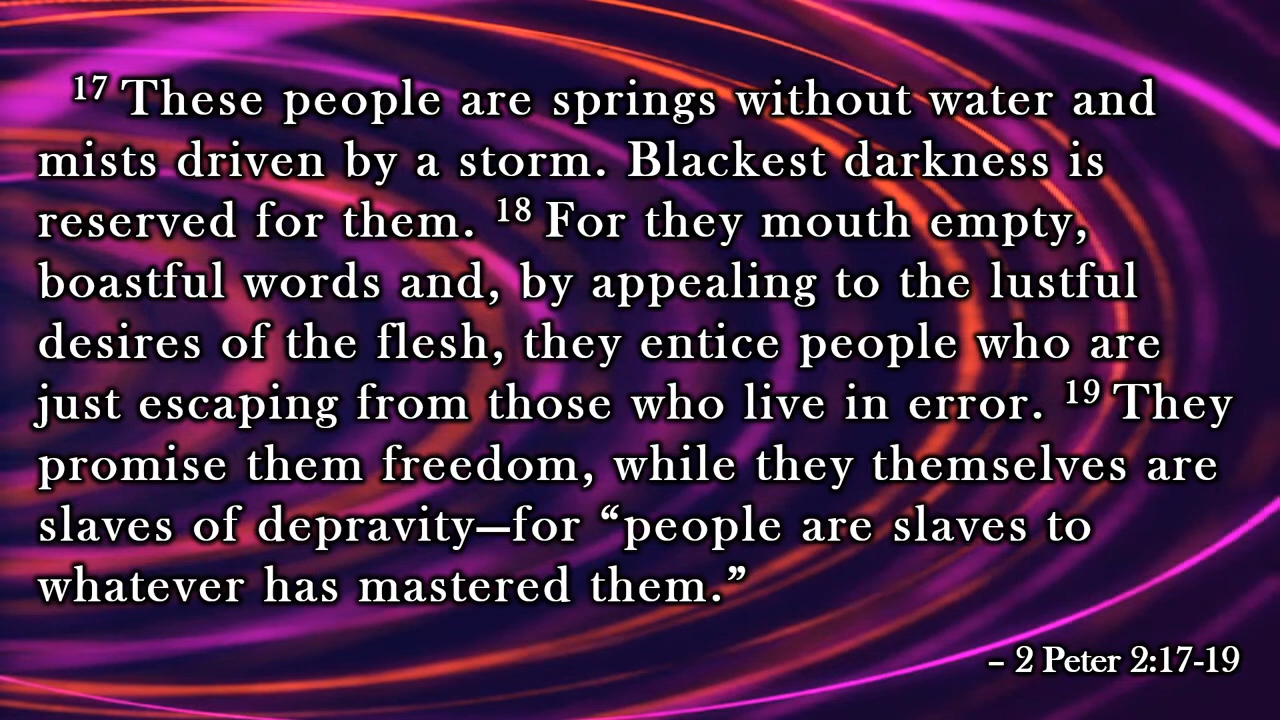 17 These people are springs without water and
mists driven by a storm. Blackest darkness is
reserved for them. 18 For they mouth empty,
boastful words and, by appealing to the lustful
desires of the flesh, they entice people who are
just escaping from those who live in error. 19 They
promise them freedom, while they themselves are
slaves of depravity—for “people are slaves to
whatever has mastered them.”
– 2 Peter 2:17-19